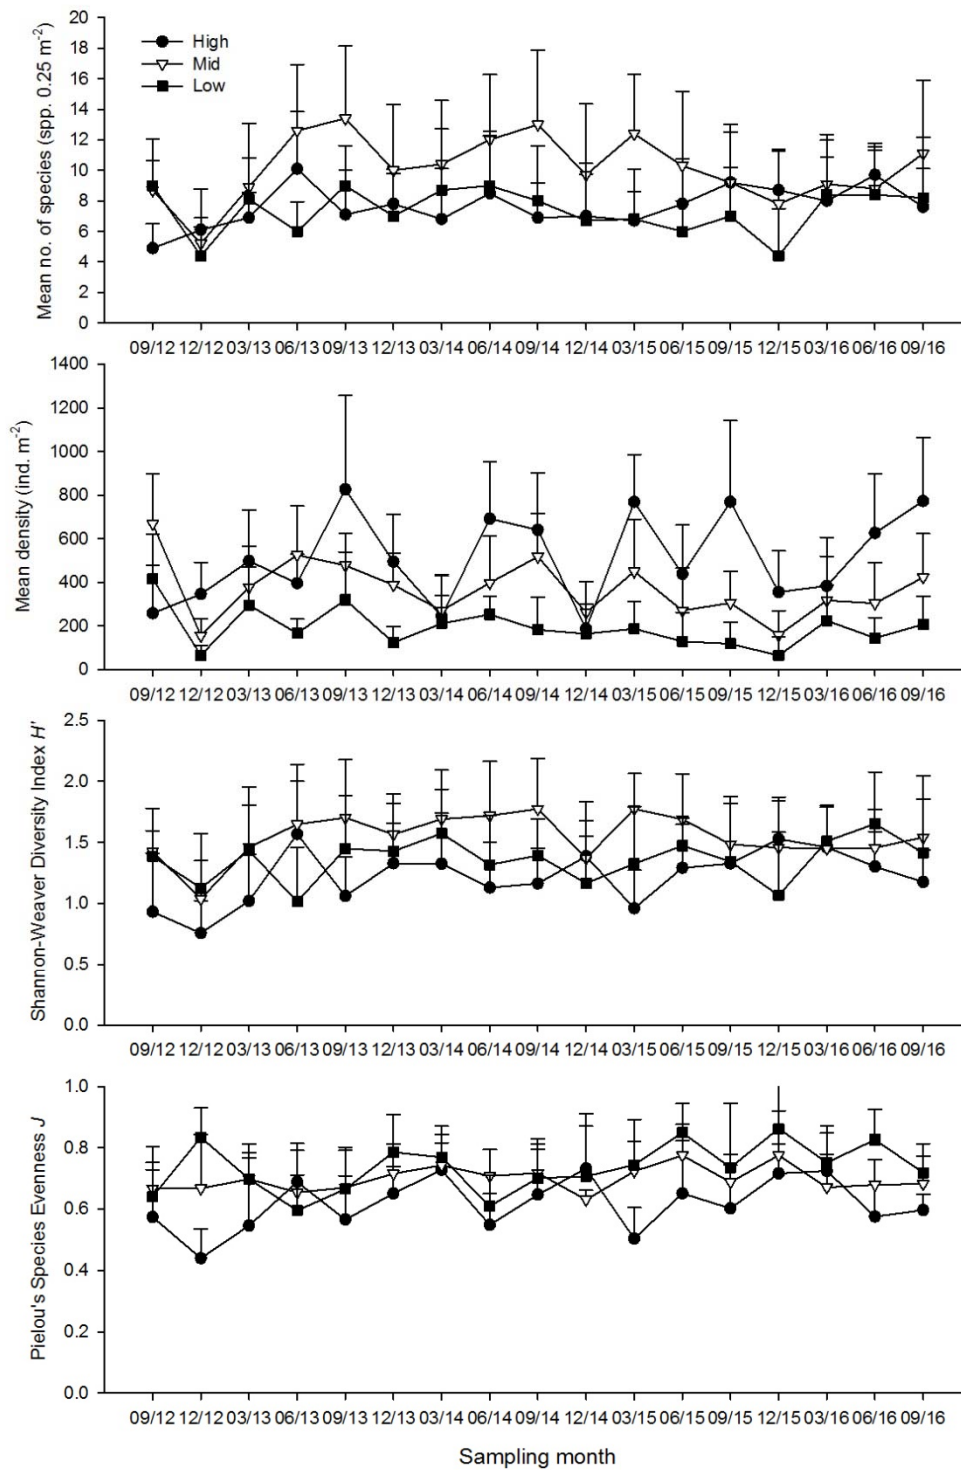 Mean no. of species (spp. 0.25 m-2)
20
18
16
14
12
10
8
6
4
2
0
High
Mid
Low
09/12 12/12 03/13 06/13 09/13 12/13 03/14 06/14 09/14 12/14 03/15 06/15 09/15 12/15 03/16 06/16 09/16
Mean density (ind. m-2)
1400
1200
1000
800
600
400
200
0
09/12 12/12 03/13 06/13 09/13 12/13 03/14 06/14 09/14 12/14 03/15 06/15 09/15 12/15 03/16 06/16 09/16
Shannon-Weaver Diversity Index H'
2.5
2.0
1.5
1.0
0.5
0.0
09/12 12/12 03/13 06/13 09/13 12/13 03/14 06/14 09/14 12/14 03/15 06/15 09/15 12/15 03/16 06/16 09/16
Pielou's Species Evenness J
1.0
0.8
0.6
0.4
0.2
0.0
09/12 12/12 03/13 06/13 09/13 12/13 03/14 06/14 09/14 12/14 03/15 06/15 09/15 12/15 03/16 06/16 09/16
Sampling month